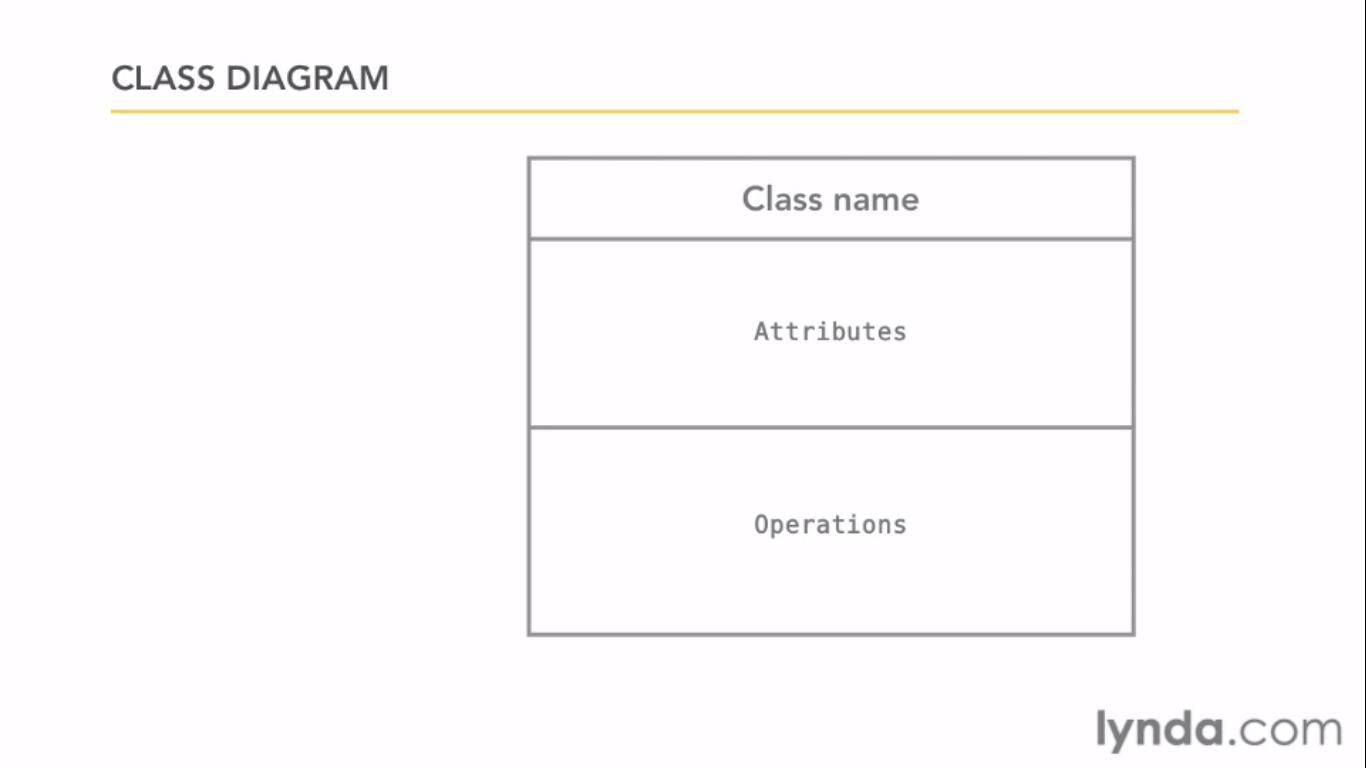 CLASS DIAGRAM
Class name
Attributes
Operations
lynda.com